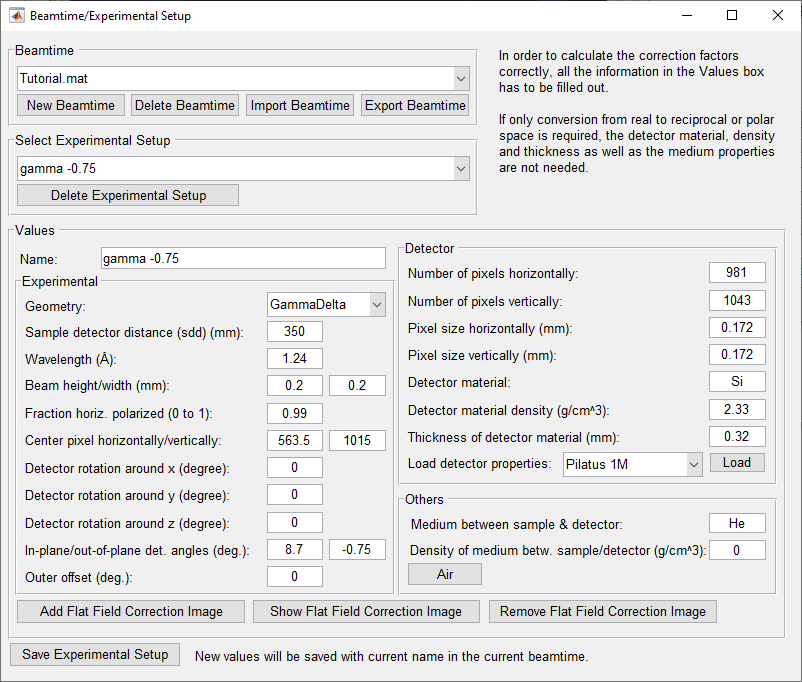 Beamtime/Experimental Setup
Beamtime
Tutorial.mat
New Beamtime Delete Beamtime Import Beamtime Export Beamtime
In order to calculate the correction factors
correctly, all the information in the Values box
has to be filled out.
If only conversion from real to reciprocal or polar
space is required, the detector material, density
and thickness as well as the medium properties
are not needed.
Select Experimental Setup
gamma -0.75
Delete Experimental Setup
Values
Name: gamma -0.75
Experimental
Geometry: GammaDelta
Sample detector distance (sdd) (mm): 350
Wavelength (Å): 1.24
Beam height/width (mm): 0.2 0.2
Fraction horiz. polarized (0 to 1): 0.99
Center pixel horizontally/vertically: 563.5 1015
Detector rotation around x (degree): 0
Detector rotation around y (degree): 0
Detector rotation around z (degree): 0
In-plane/out-of-plane det. angles (deg.): 8.7 -0.75
Outer offset (deg.): 0
Detector
Number of pixels horizontally: 981
Number of pixels vertically: 1043
Pixel size horizontally (mm): 0.172
Pixel size vertically (mm): 0.172
Detector material: Si
Detector material density (g/cm^3): 2.33
Thickness of detector material (mm): 0.32
Load detector properties: Pilatus 1M Load
Others
Medium between sample & detector: He
Density of medium betw. sample/detector (g/cm^3): 0
Air
Add Flat Field Correction Image Show Flat Field Correction Image Remove Flat Field Correction Image
Save Experimental Setup New values will be saved with current name in the current beamtime.